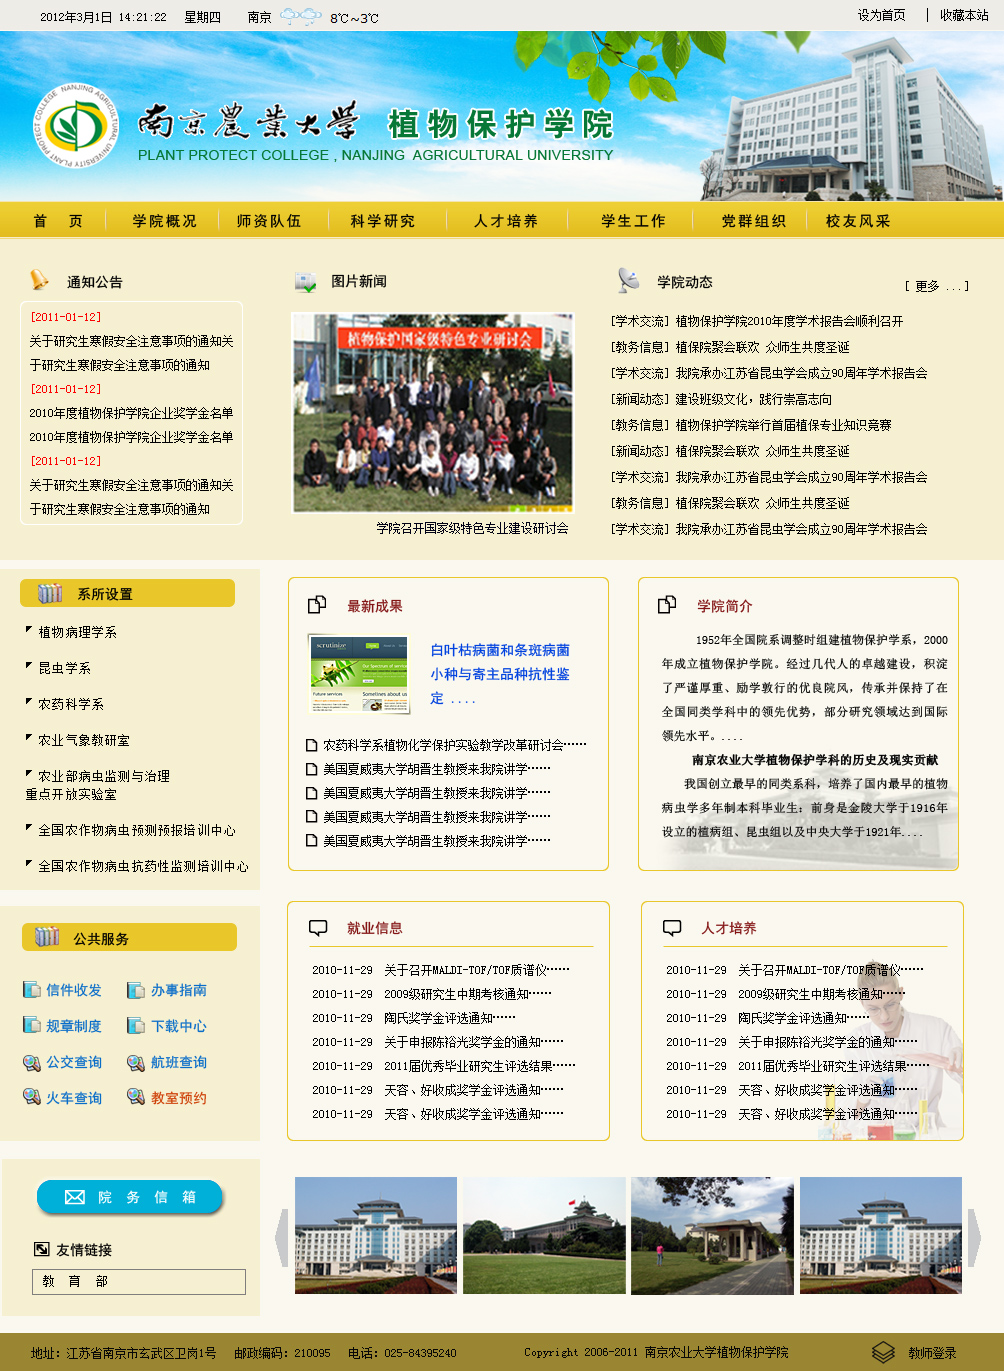 2012年3月1日 14:21:22 星期四 南京 8℃~3℃ 设为首页 | 收藏本站
NANJING AGRICULTURAL UNIVERSITY
PLANT PROTECT COLLEGE
南京農業大学 植物保护学院
PLANT PROTECT COLLEGE , NANJING AGRICULTURAL UNIVERSITY
首 页 学院概况 师资队伍 科学研究 人才培养 学生工作 党群组织 校友风采
通知公告
[2011-01-12]
关于研究生寒假安全注意事项的通知关
于研究生寒假安全注意事项的通知
[2011-01-12]
2010年度植物保护学院企业奖学金名单
2010年度植物保护学院企业奖学金名单
[2011-01-12]
关于研究生寒假安全注意事项的通知关
于研究生寒假安全注意事项的通知
图片新闻
植物保护国家级特色专业研讨会
学院召开国家级特色专业建设研讨会
学院动态
[ 更多 ...]
[学术交流] 植物保护学院2010年度学术报告会顺利召开
[教务信息] 植保院聚会联欢 众师生共度圣诞
[学术交流] 我院承办江苏省昆虫学会成立90周年学术报告会
[新闻动态] 建设班级文化，践行崇高志向
[教务信息] 植物保护学院举行首届植保专业知识竞赛
[新闻动态] 植保院聚会联欢 众师生共度圣诞
[学术交流] 我院承办江苏省昆虫学会成立90周年学术报告会
[教务信息] 植保院聚会联欢 众师生共度圣诞
[学术交流] 我院承办江苏省昆虫学会成立90周年学术报告会
系所设置
植物病理学系
昆虫学系
农药科学系
农业气象教研室
农业部病虫监测与治理
重点开放实验室
全国农作物病虫预测预报培训中心
全国农作物病虫抗药性监测培训中心
最新成果
scrutinize
Our Spectrum of services
Future services
Sometimes less of
白叶枯病菌和条斑病菌
小种与寄主品种抗性鉴
定 ....
农药科学系植物化学保护实验教学改革研讨会……
美国夏威夷大学胡晋生教授来我院讲学……
美国夏威夷大学胡晋生教授来我院讲学……
美国夏威夷大学胡晋生教授来我院讲学……
美国夏威夷大学胡晋生教授来我院讲学……
学院简介
1952年全国院系调整时组建植物保护学系，2000
年成立植物保护学院。经过几代人的卓越建设，积淀
了严谨厚重、励学敦行的优良院风，传承并保持了在
全国同类学科中的领先优势，部分研究领域达到国际
领先水平。....
南京农业大学植物保护学科的历史及现实贡献
我国创立最早的同类系科，培养了国内最早的植物
病虫学多年制本科毕业生；前身是金陵大学于1916年
设立的植病组、昆虫组以及中央大学于1921年....
公共服务
信件收发 办事指南
规章制度 下载中心
公交查询 航班查询
火车查询 教室预约
就业信息
2010-11-29 关于召开MALDI-TOF/TOF质谱仪……
2010-11-29 2009级研究生中期考核通知……
2010-11-29 陶氏奖学金评选通知……
2010-11-29 关于申报陈裕光奖学金的通知……
2010-11-29 2011届优秀毕业研究生评选结果……
2010-11-29 天容、好收成奖学金评选通知……
2010-11-29 天容、好收成奖学金评选通知……
人才培养
2010-11-29 关于召开MALDI-TOF/TOF质谱仪……
2010-11-29 2009级研究生中期考核通知……
2010-11-29 陶氏奖学金评选通知……
2010-11-29 关于申报陈裕光奖学金的通知……
2010-11-29 2011届优秀毕业研究生评选结果……
2010-11-29 天容、好收成奖学金评选通知……
2010-11-29 天容、好收成奖学金评选通知……
院 务 信 箱
友情链接
教 育 部
地址：江苏省南京市玄武区卫岗1号 邮政编码：210095 电话：025-84395240 Copyright 2006-2011 南京农业大学植物保护学院 教师登录